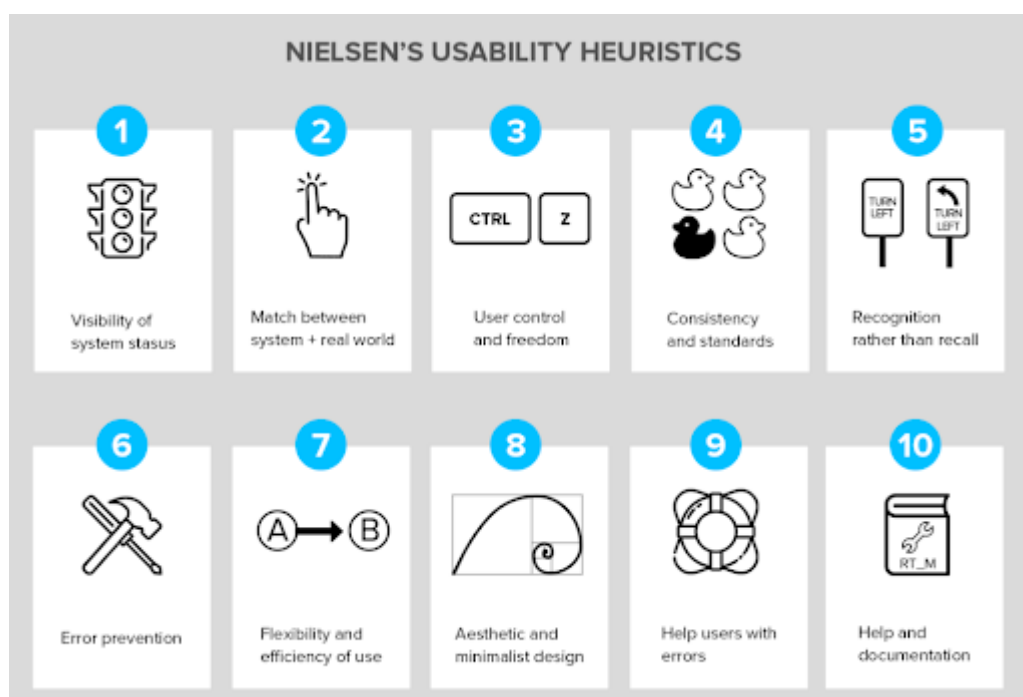 NIELSEN'S USABILITY HEURISTICS
1
2
3
4
5
CTRL
Z
TURN
LEFT
TURN
LEFT
Visibility of
system stasus
Match between
system + real world
User control
and freedom
Consistency
and standards
Recognition
rather than recall
6
7
8
9
10
A
B
RT_M
Error prevention
Flexibility and
efficiency of use
Aesthetic and
minimalist design
Help users with
errors
Help and
documentation